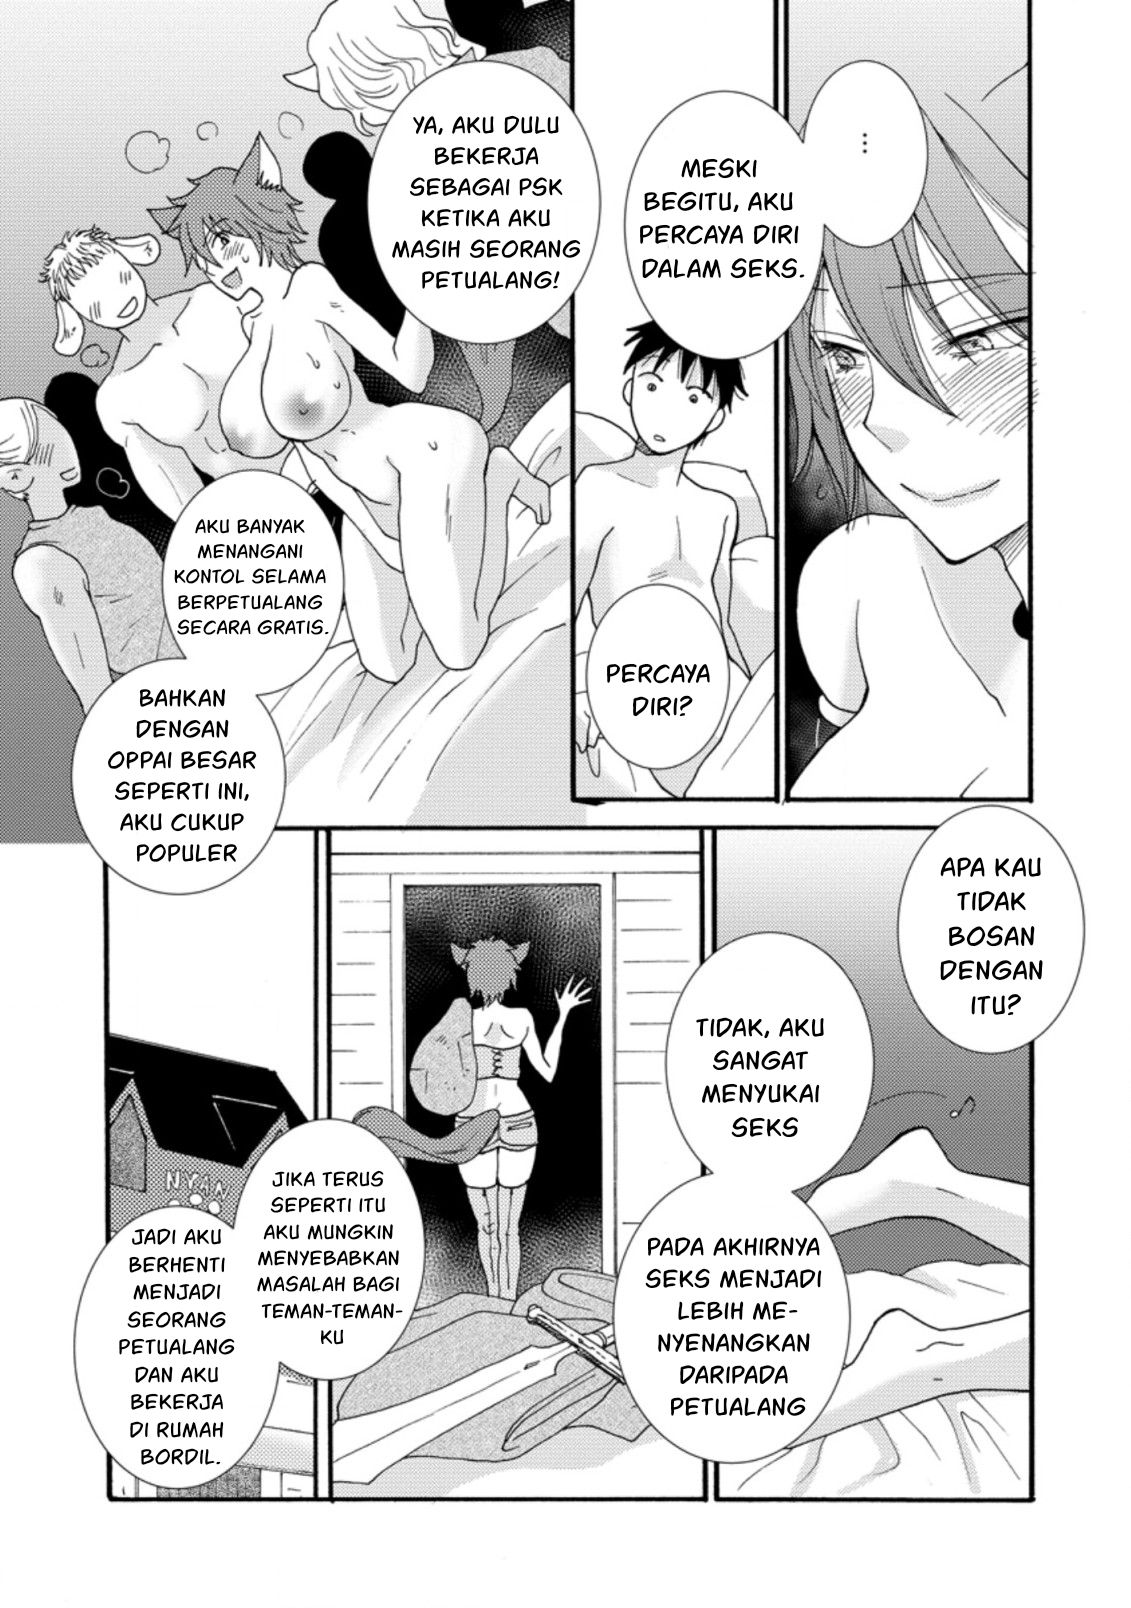 ...
MESKI
BEGITU, AKU
PERCAYA DIRI
DALAM SEKS.
PERCAYA
DIRI?
YA, AKU DULU
BEKERJA
SEBAGAI PSK
KETIKA AKU
MASIH SEORANG
PETUALANG!
AKU BANYAK
MENANGANI
KONTOL SELAMA
BERPETUALANG
SECARA GRATIS.
BAHKAN
DENGAN
OPPAI BESAR
SEPERTI INI,
AKU CUKUP
POPULER
APA KAU
TIDAK
BOSAN
DENGAN
ITU?
TIDAK, AKU
SANGAT
MENYUKAI
SEKS
PADA AKHIRNYA
SEKS MENJADI
LEBIH ME-
NYENANGKAN
DARIPADA
PETUALANG
JIKA TERUS
SEPERTI ITU
AKU MUNGKIN
MENYEBABKAN
MASALAH BAGI
TEMAN-TEMAN-
KU
NYAN
JADI AKU
BERHENTI
MENJADI
SEORANG
PETUALANG
DAN AKU
BEKERJA
DI RUMAH
BORDIL.